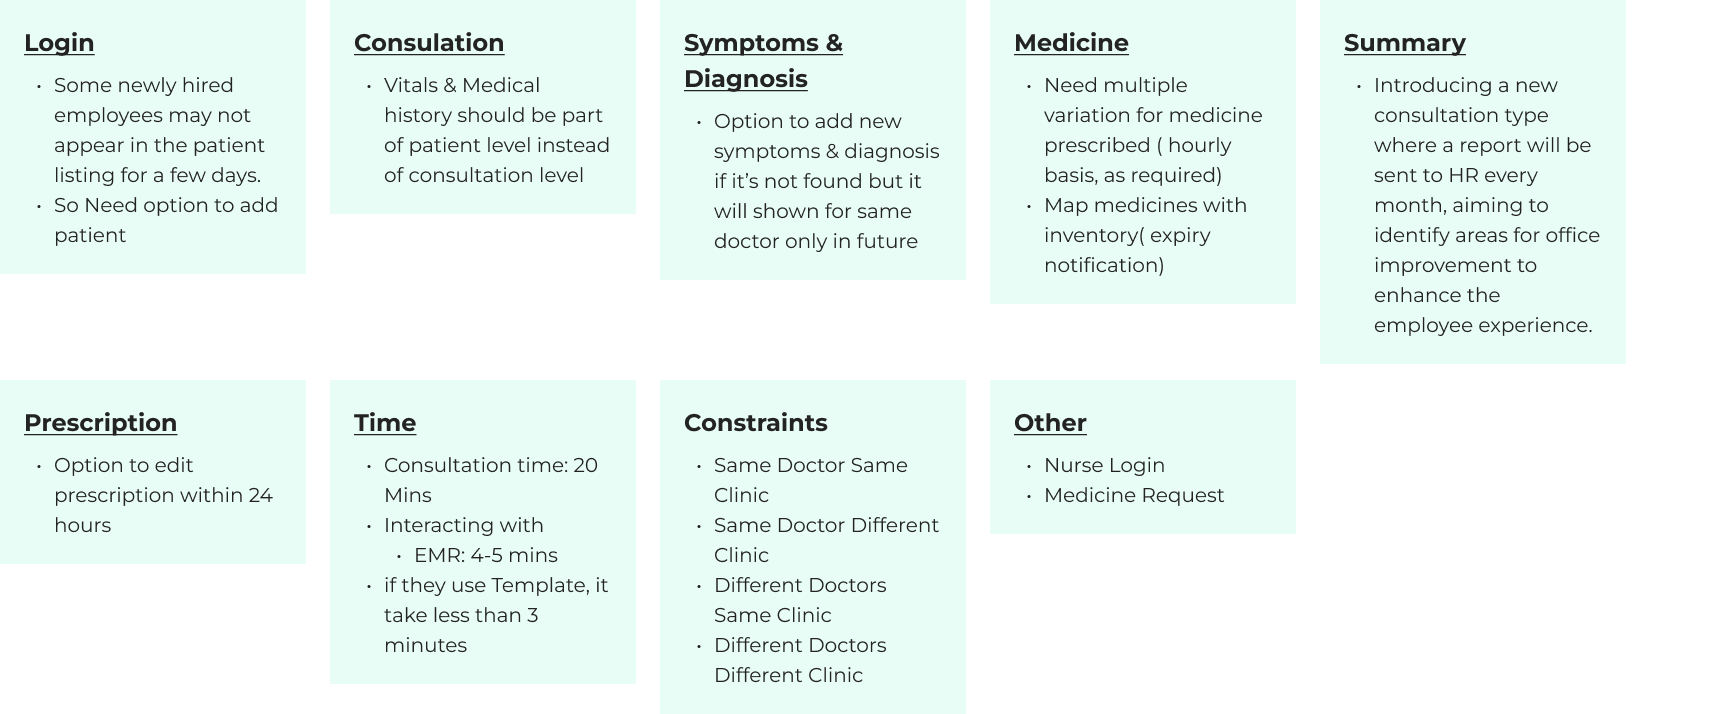 Login
• Some newly hired
employees may not
appear in the patient
listing for a few days.
• So Need option to add
patient
Consulation
• Vitals & Medical
history should be part
of patient level instead
of consultation level
Symptoms &
Diagnosis
• Option to add new
symptoms & diagnosis
if it’s not found but it
will shown for same
doctor only in future
Medicine
• Need multiple
variation for medicine
prescribed ( hourly
basis, as required)
• Map medicines with
inventory( expiry
notification)
Summary
• Introducing a new
consultation type
where a report will be
sent to HR every
month, aiming to
identify areas for office
improvement to
enhance the
employee experience.
Prescription
• Option to edit
prescription within 24
hours
Time
• Consultation time: 20
Mins
• Interacting with
• EMR: 4-5 mins
• if they use Template, it
take less than 3
minutes
Constraints
• Same Doctor Same
Clinic
• Same Doctor Different
Clinic
• Different Doctors
Same Clinic
• Different Doctors
Different Clinic
Other
• Nurse Login
• Medicine Request